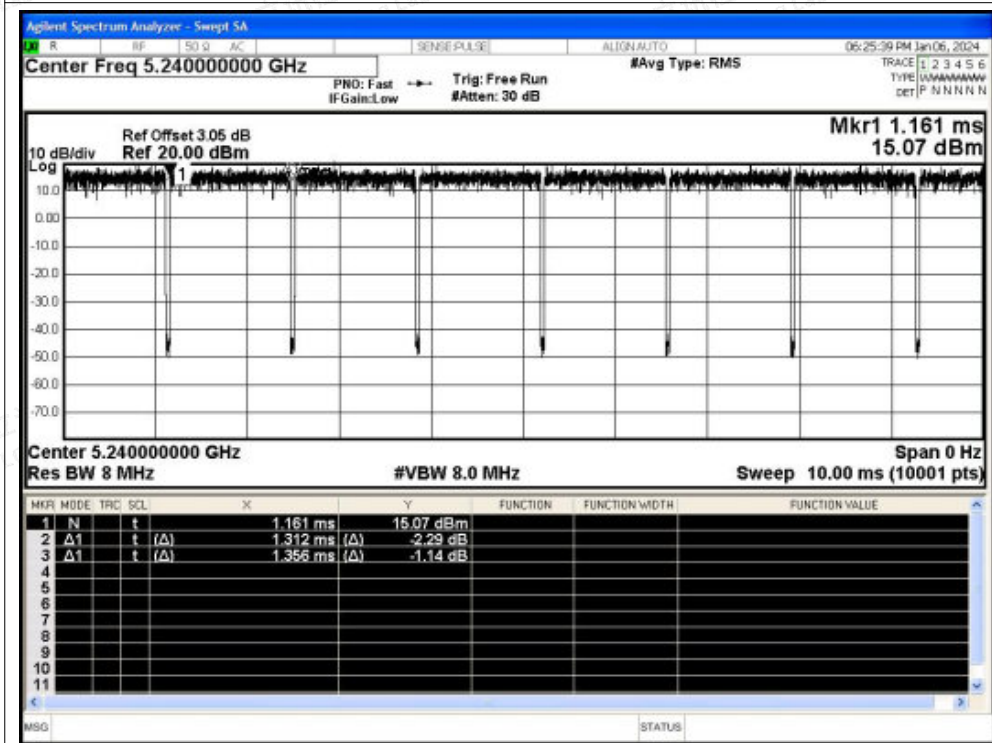 Agilent Spectrum Analyzer - Swept SA
R RF 50 Ω AC SENSE:PULSE ALIGN AUTO 06:25:39 PM Jan 06, 2024
Center Freq 5.240000000 GHz #Avg Type: RMS TRACE 1 2 3 4 5 6
PNO: Fast Trig: Free Run TYPE
IFGain:Low #Atten: 30 dB DET P N N N N N
Mkr1 1.161 ms
Ref Offset 3.05 dB
10 dB/div Ref 20.00 dBm 15.07 dBm
Log
1
10.0
0.00
-10.0
-20.0
-30.0
-40.0
-50.0
-60.0
-70.0
Center 5.240000000 GHz Span 0 Hz
Res BW 8 MHz #VBW 8.0 MHz Sweep 10.00 ms (10001 pts)
MKR MODE TRC SCL X Y FUNCTION FUNCTION WIDTH FUNCTION VALUE
1 N t 1.161 ms 15.07 dBm
2 Δ1 t (Δ) 1.312 ms (Δ) -2.29 dB
3 Δ1 t (Δ) 1.356 ms (Δ) -1.14 dB
4
5
6
7
8
9
10
11
MSG STATUS